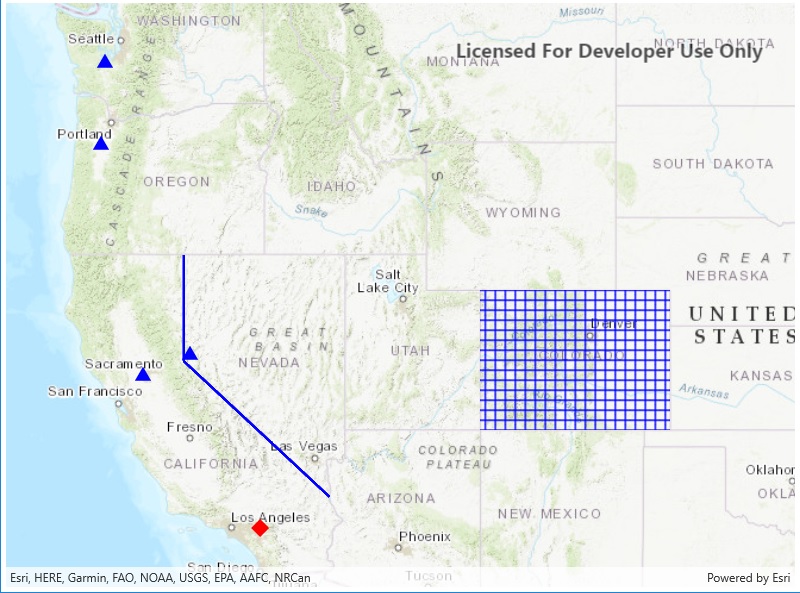 Missouri
WASHINGTON
Seattle
NORTH DAKOTA
Licensed For Developer Use Only
MONTANA
MOUNTAINS
CASCADE RANGE
Portland
SOUTH DAKOTA
OREGON
IDAHO
Snake
WYOMING
GREAT
NEBRASKA
Salt
Lake City
UNITED
STATES
Denver
GREAT
BASIN
NEVADA
UTAH
COLORADO
Sacramento
San Francisco
KANSAS
Arkansas
Fresno
Las Vegas
CALIFORNIA
COLORADO
PLATEAU
Oklahor
OKLA
ARIZONA
NEW MEXICO
Los Angeles
Phoenix
San Diego
Tucson
Esri, HERE, Garmin, FAO, NOAA, USGS, EPA, AAFC, NRCan
Powered by Esri